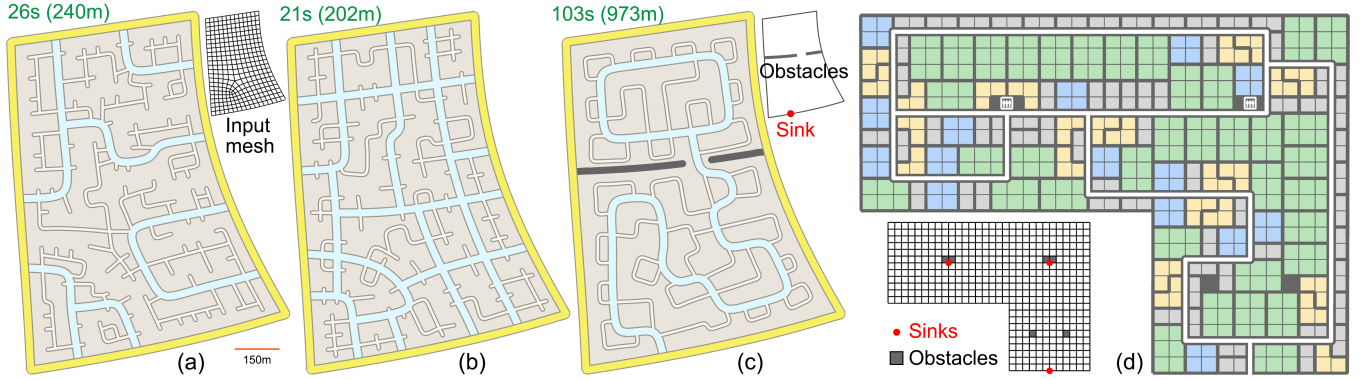 26s (240m)
21s (202m)
103s (973m)
Input
mesh
Obstacles
Sink
Sinks
Obstacles
150m
(a)
(b)
(c)
(d)